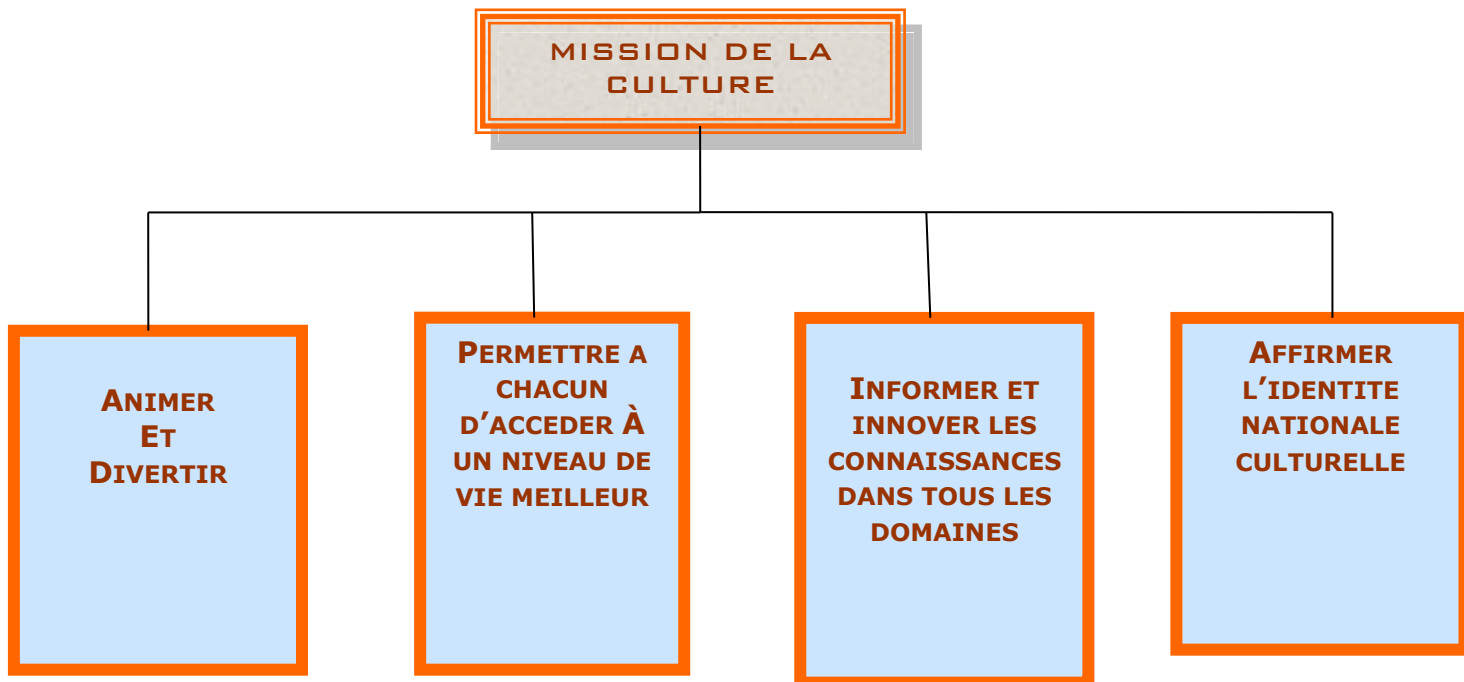 MISSION DE LA
CULTURE
ANIMER
ET
DIVERTIR
PERMETTRE A
CHACUN
D’ACCEDER À
UN NIVEAU DE
VIE MEILLEUR
INFORMER ET
INNOVER LES
CONNAISSANCES
DANS TOUS LES
DOMAINES
AFFIRMER
L’IDENTITE
NATIONALE
CULTURELLE